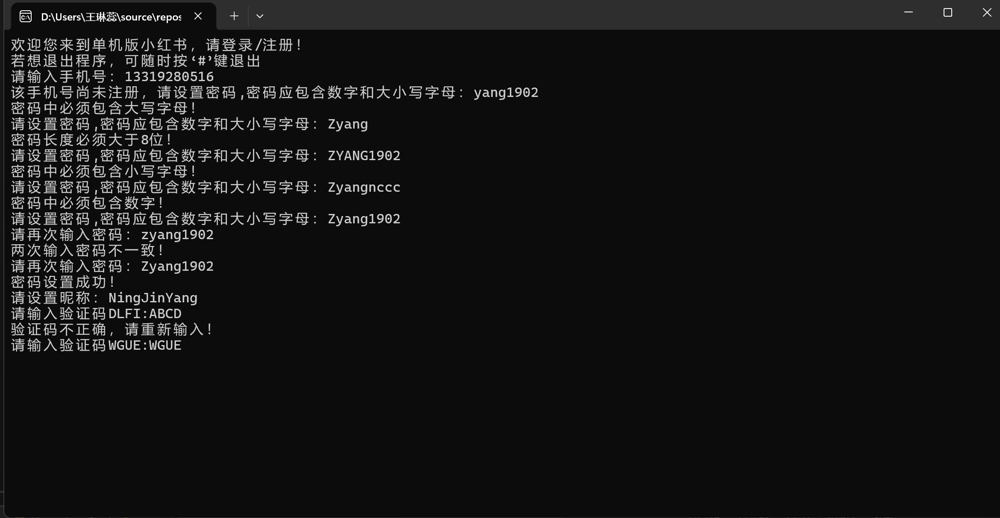 D:\Users\王琳蕊\source\repos
欢迎您来到单机版小红书，请登录/注册！
若想退出程序，可随时按‘#’键退出
请输入手机号：13319280516
该手机号尚未注册，请设置密码,密码应包含数字和大小写字母：yang1902
密码中必须包含大写字母！
请设置密码,密码应包含数字和大小写字母：Zyang
密码长度必须大于8位！
请设置密码,密码应包含数字和大小写字母：ZYANG1902
密码中必须包含小写字母！
请设置密码,密码应包含数字和大小写字母：Zyangnccc
密码中必须包含数字！
请设置密码,密码应包含数字和大小写字母：Zyang1902
请再次输入密码：zyang1902
两次输入密码不一致！
请再次输入密码：Zyang1902
密码设置成功！
请设置昵称：NingJinYang
请输入验证码DLFI:ABCD
验证码不正确，请重新输入！
请输入验证码WGUE:WGUE